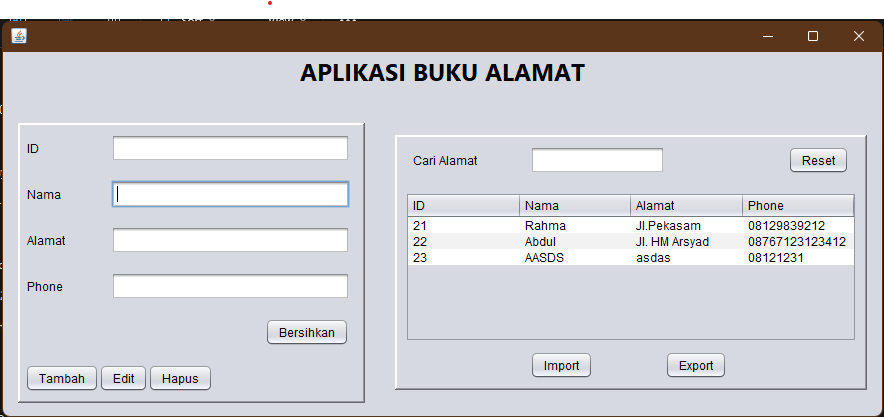 APLIKASI BUKU ALAMAT
ID
Nama
Alamat
Phone
Bersihkan
Tambah Edit Hapus
Cari Alamat Reset
ID Nama Alamat Phone
21 Rahma Jl.Pekasam 08129839212
22 Abdul Jl. HM Arsyad 08767123123412
23 AASDS asdas 08121231
Import Export